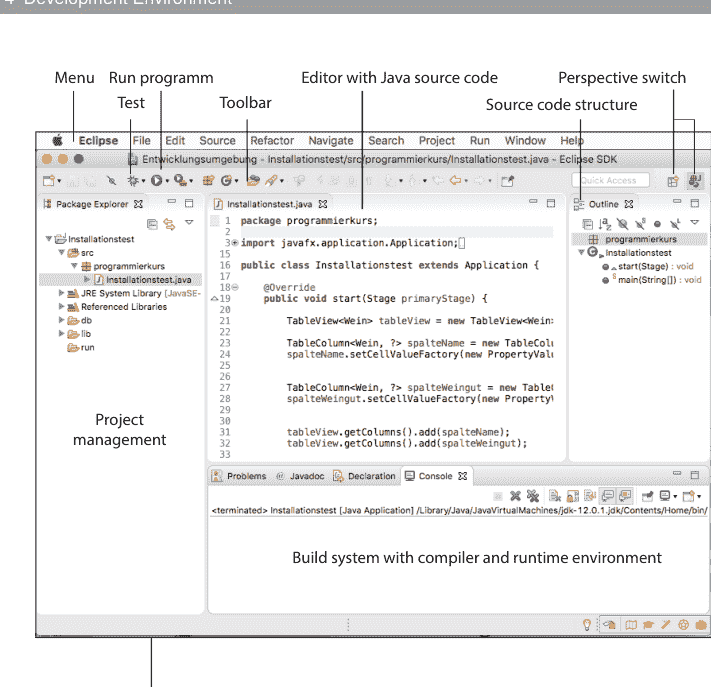 4 Development Environment
Menu Run programm Editor with Java source code Perspective switch
Test Toolbar Source code structure
Eclipse File Edit Source Refactor Navigate Search Project Run Window Help
Entwicklungsumgebung - Installationstest/src/programmierkurs/Installationstest.java - Eclipse SDK
Quick Access
Package Explorer
Installationstest
src
programmierkurs
Installationstest.java
JRE System Library [JavaSE-
Referenced Libraries
db
lib
run
Project
management
Installationstest.java
1 package programmierkurs;
2
3 import javafx.application.Application;
15
16 public class Installationstest extends Application {
17
18 @Override
19 public void start(Stage primaryStage) {
20
21 TableView<Wein> tableView = new TableView<Wein>
22
23 TableColumn<Wein, ?> spalteName = new TableColu
24 spalteName.setCellValueFactory(new PropertyValu
25
26
27 TableColumn<Wein, ?> spalteWeingut = new Table
28 spalteWeingut.setCellValueFactory(new Property
29
30
31 tableView.getColumns().add(spalteName);
32 tableView.getColumns().add(spalteWeingut);
33
Outline
programmierkurs
Installationstest
start(Stage) : void
main(String[]) : void
Problems @ Javadoc Declaration Console
<terminated> Installationstest [Java Application] /Library/Java/JavaVirtualMachines/jdk-12.0.1.jdk/Contents/Home/bin/
Build system with compiler and runtime environment